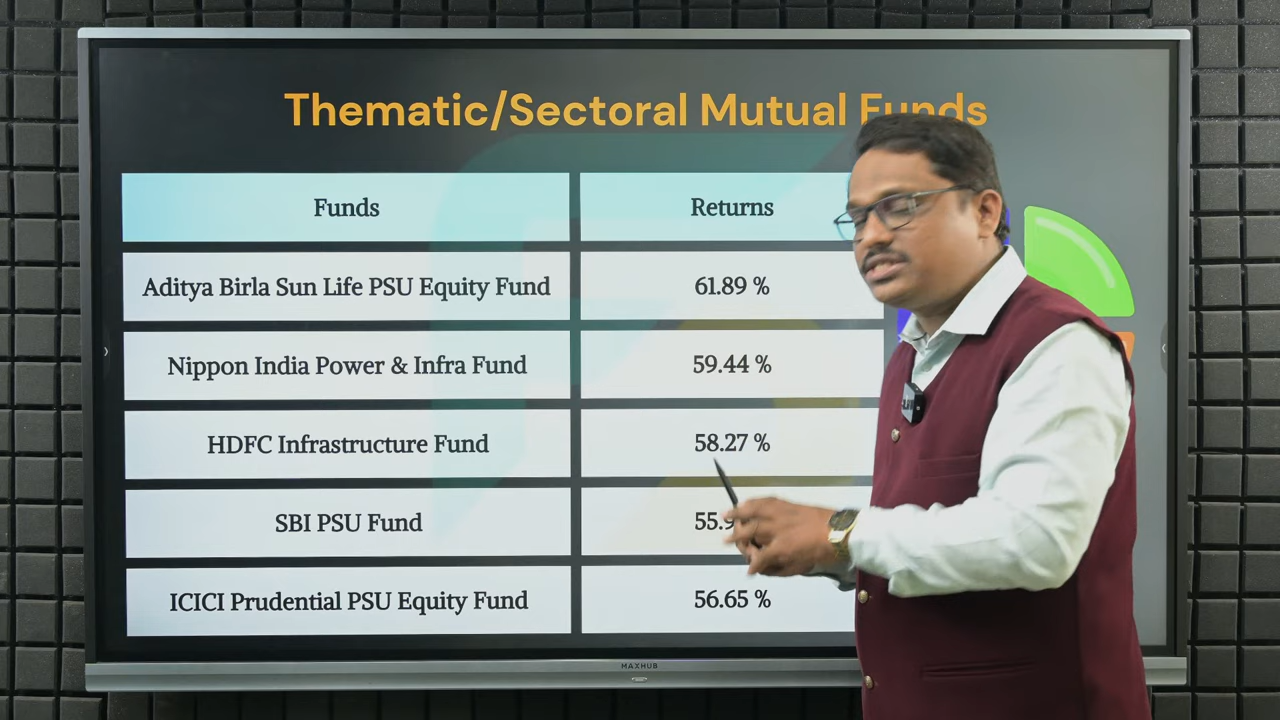 Thematic/Sectoral Mutual Funds
Funds Returns
Aditya Birla Sun Life PSU Equity Fund 61.89 %
Nippon India Power & Infra Fund 59.44 %
HDFC Infrastructure Fund 58.27 %
SBI PSU Fund
ICICI Prudential PSU Equity Fund 56.65 %
MAXHUB